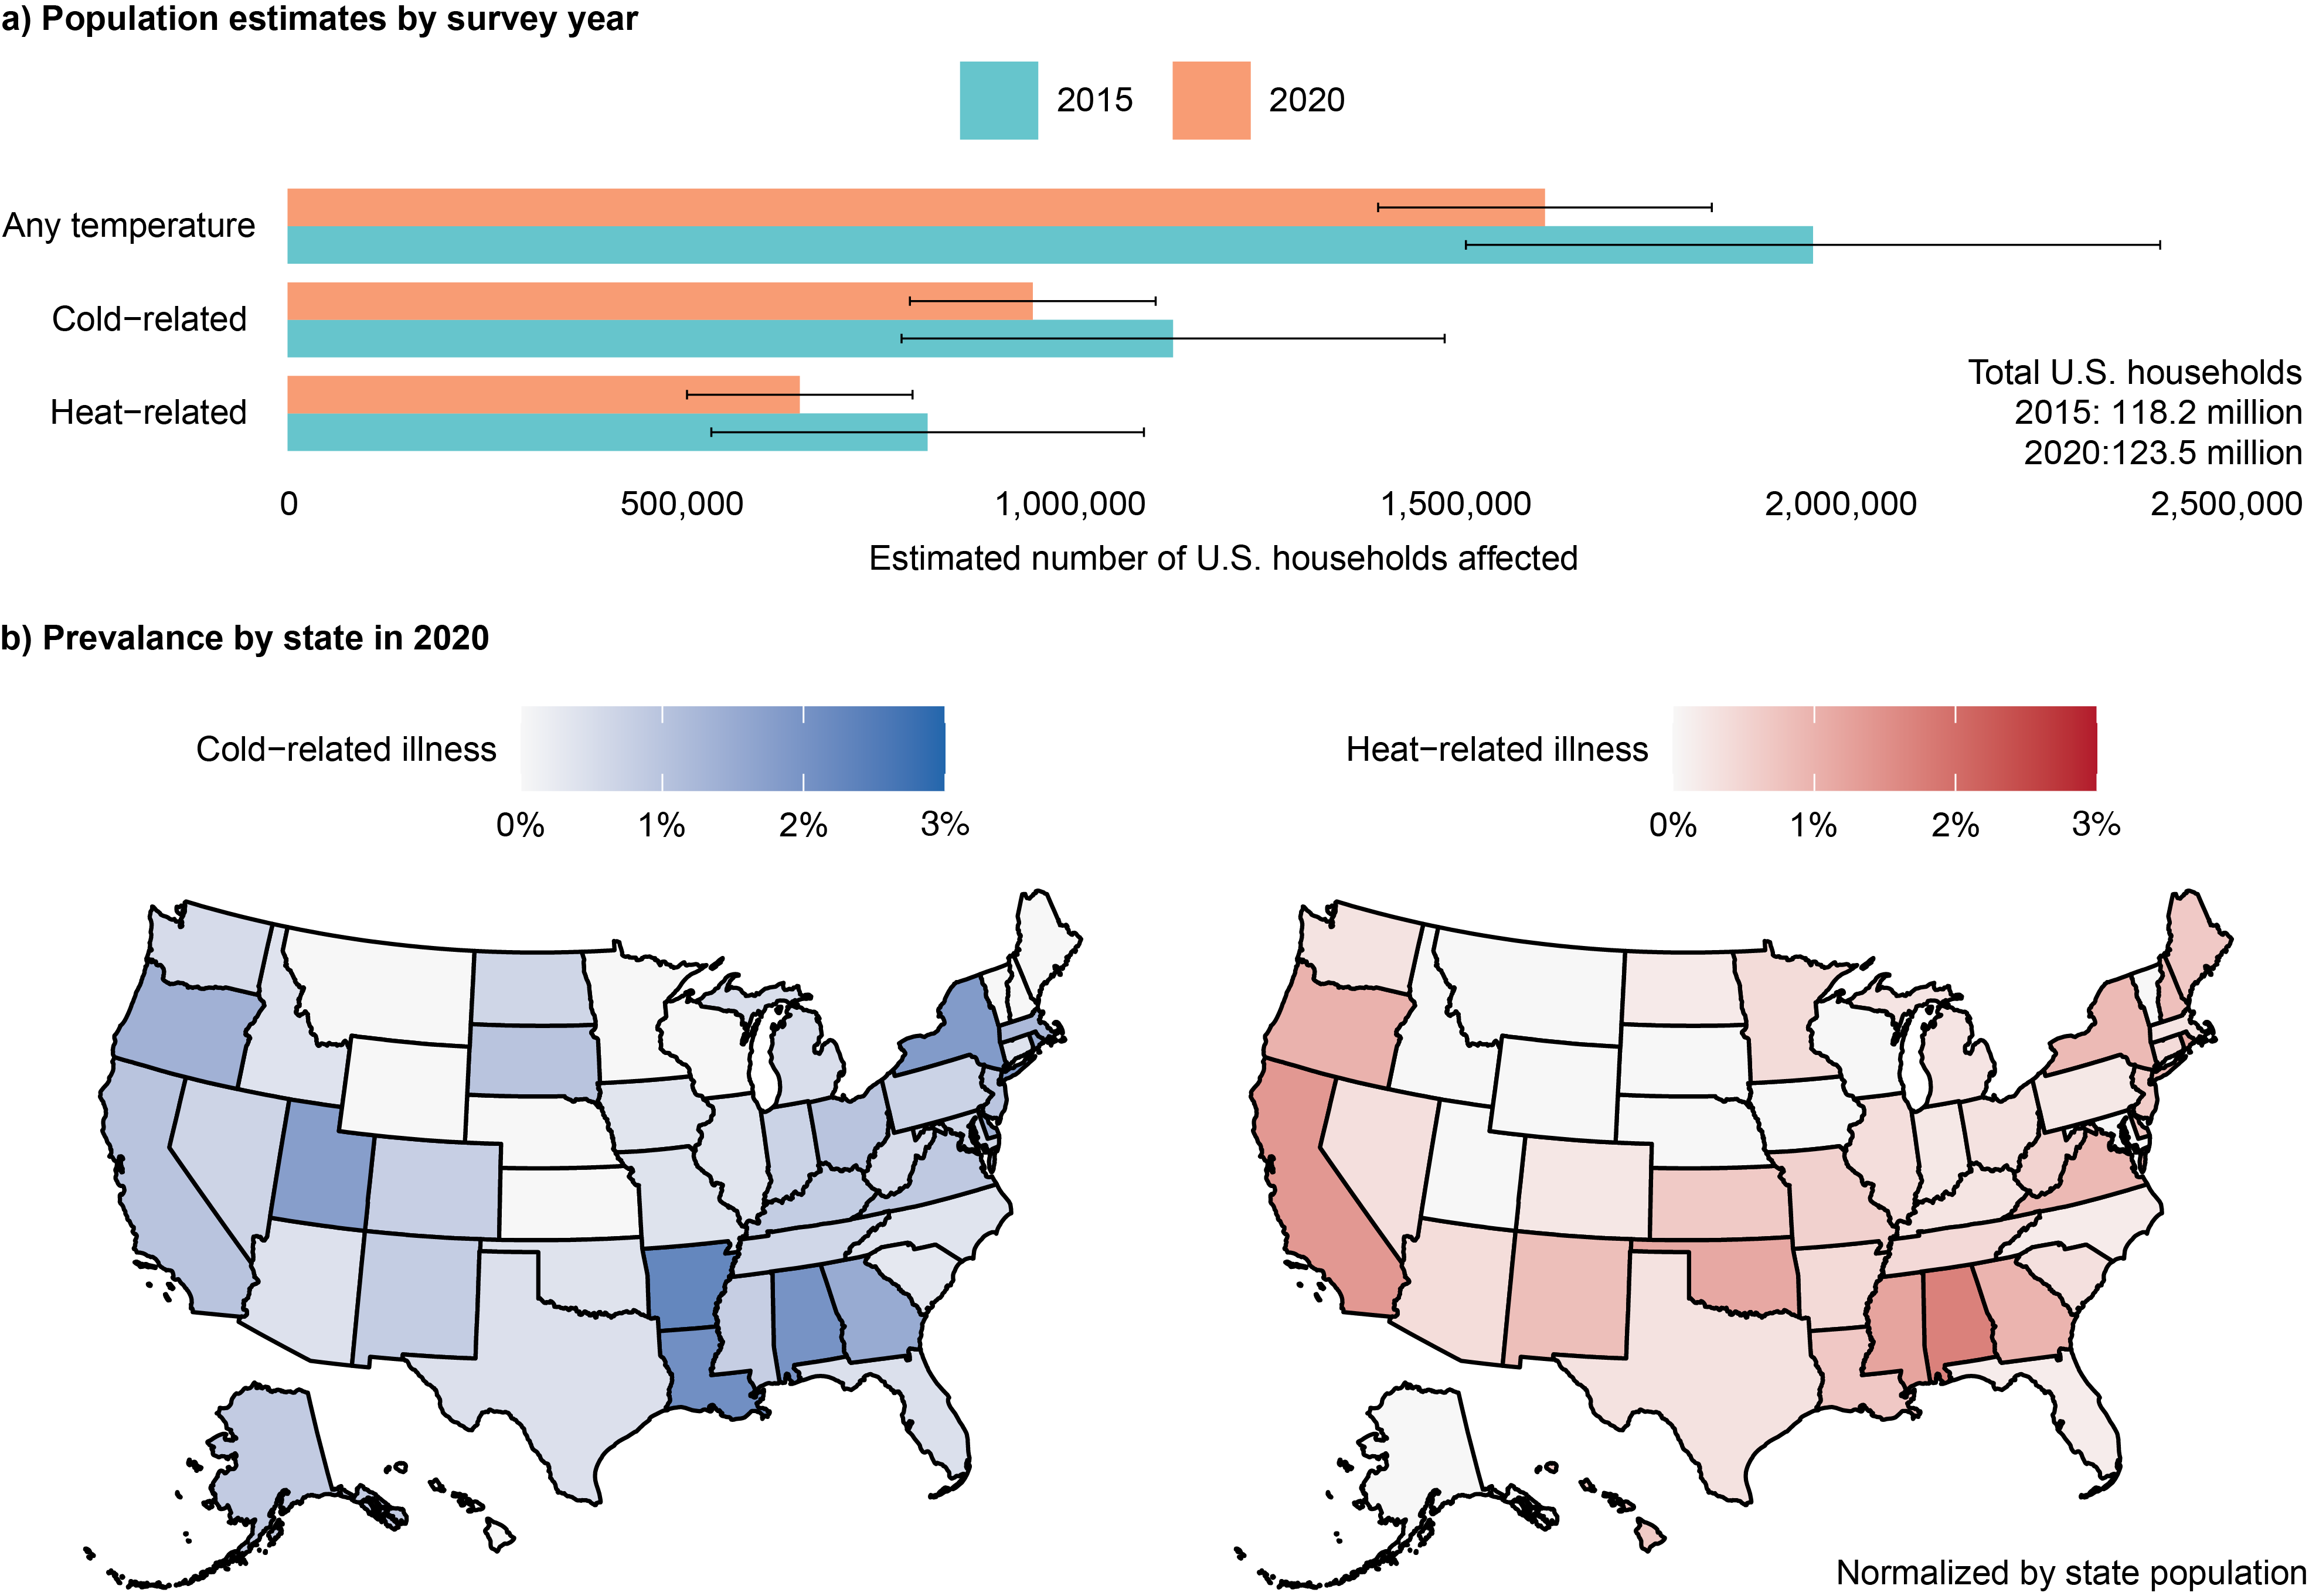 a) Population estimates by survey year
2015 2020
Any temperature
Cold−related
Heat−related
Total U.S. households
2015: 118.2 million
2020:123.5 million
0 500,000 1,000,000 1,500,000 2,000,000 2,500,000
Estimated number of U.S. households affected
b) Prevalance by state in 2020
Cold−related illness
0% 1% 2% 3%
Heat−related illness
0% 1% 2% 3%
Normalized by state population